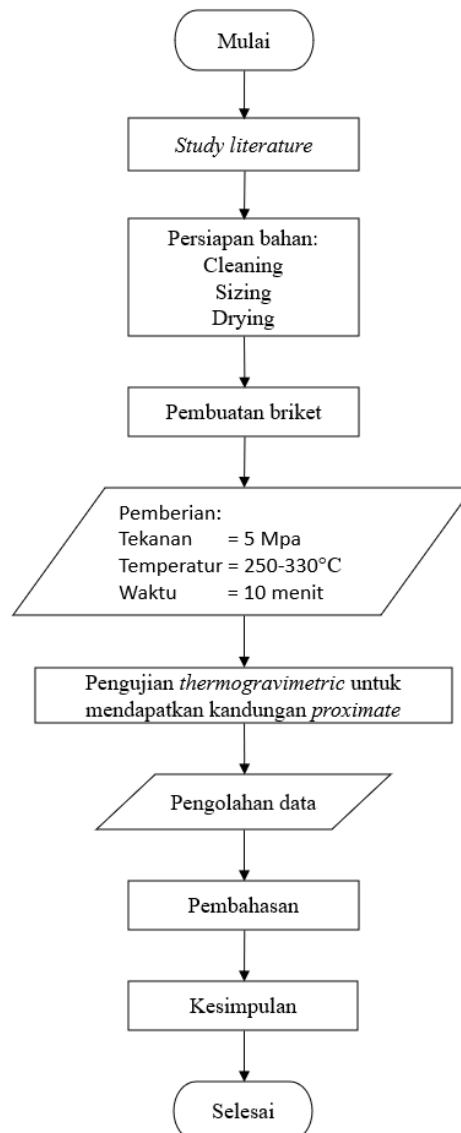 Mulai
Study literature
Persiapan bahan:
Cleaning
Sizing
Drying
Pembuatan briket
Pemberian:
Tekanan = 5 Mpa
Temperatur = 250-330°C
Waktu = 10 menit
Pengujian thermogravimetric untuk
mendapatkan kandungan proximate
Pengolahan data
Pembahasan
Kesimpulan
Selesai